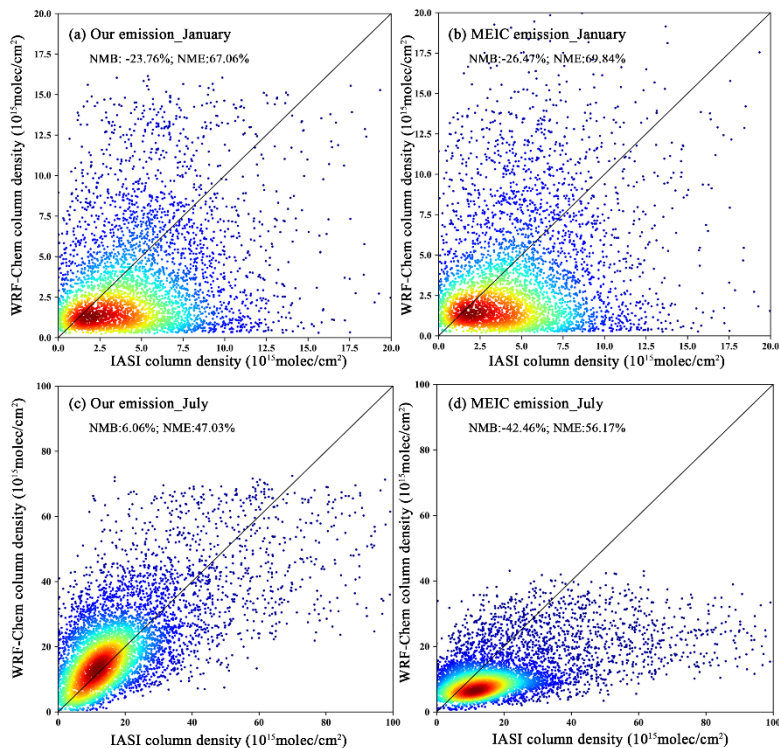 (a) Our emission_January
NMB: -23.76%; NME:67.06%
20.0
17.5
15.0
12.5
10.0
7.5
5.0
2.5
0.0
WRF-Chem column density (10¹⁵molec/cm²)
0.0 2.5 5.0 7.5 10.0 12.5 15.0 17.5 20.0
IASI column density (10¹⁵molec/cm²)
(b) MEIC emission_January
NMB: -26.47%; NME:69.84%
20.0
17.5
15.0
12.5
10.0
7.5
5.0
2.5
0.0
WRF-Chem column density (10¹⁵molec/cm²)
0.0 2.5 5.0 7.5 10.0 12.5 15.0 17.5 20.0
IASI column density (10¹⁵molec/cm²)
(c) Our emission_July
NMB:6.06%; NME:47.03%
100
80
60
40
20
0
WRF-Chem column density (10¹⁵molec/cm²)
0 20 40 60 80 100
IASI column density (10¹⁵molec/cm²)
(d) MEIC emission_July
NMB:-42.46%; NME:56.17%
100
80
60
40
20
0
WRF-Chem column density (10¹⁵molec/cm²)
0 20 40 60 80 100
IASI column density (10¹⁵molec/cm²)